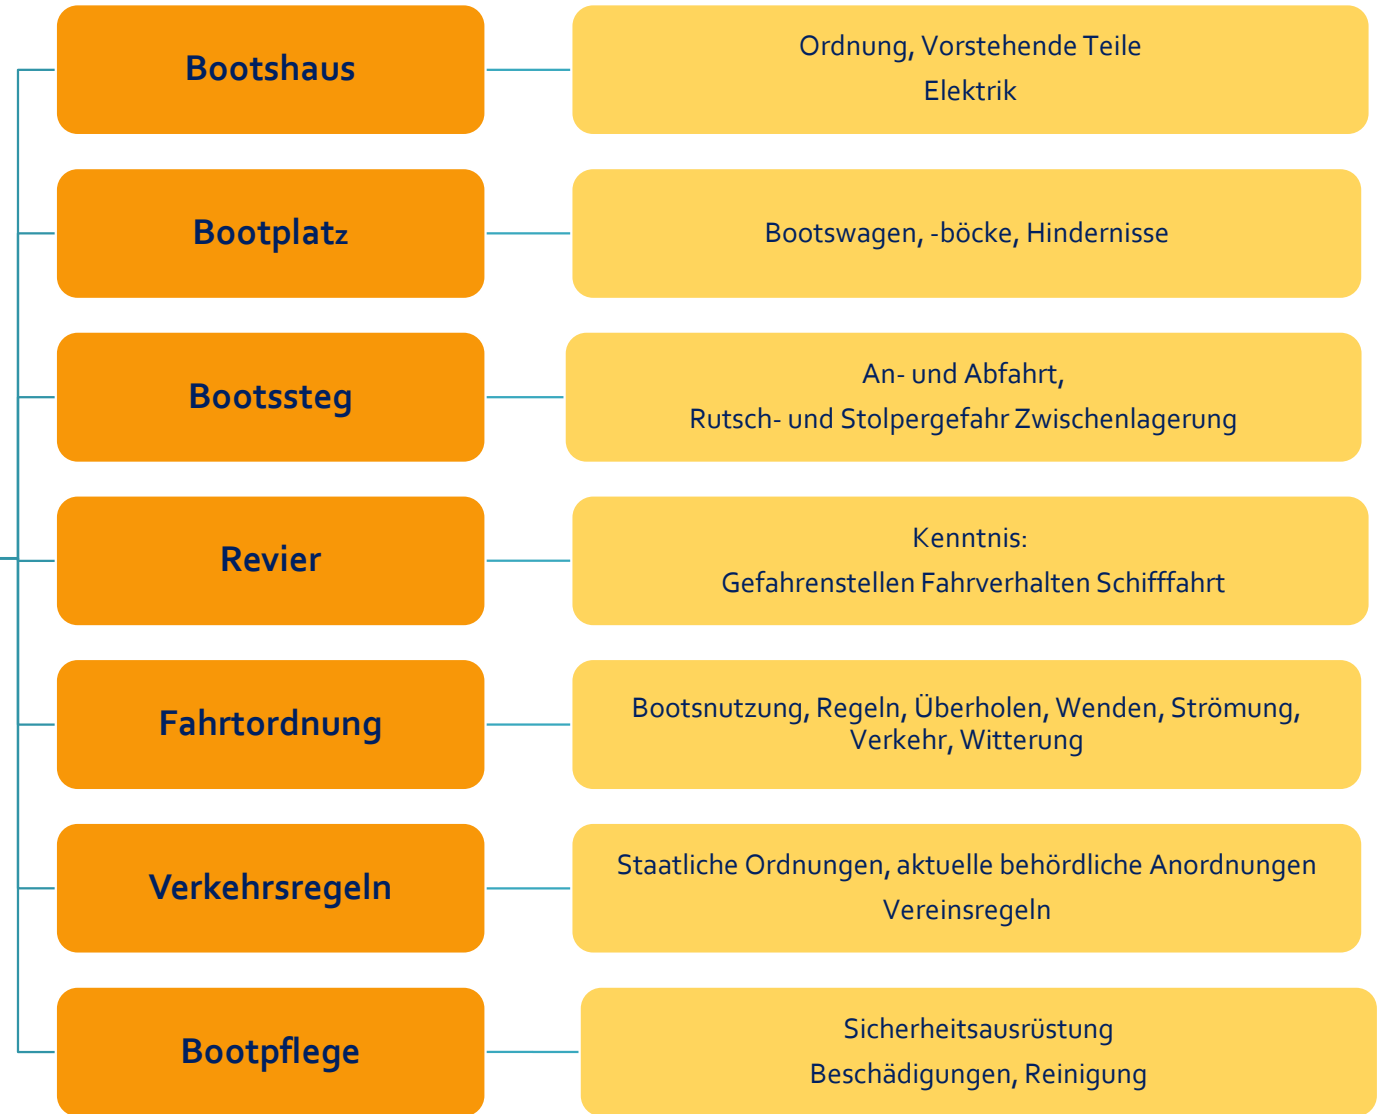 Bootshaus
Ordnung, Vorstehende Teile
Elektrik
Bootplatz
Bootswagen, -böcke, Hindernisse
Bootssteg
An- und Abfahrt,
Rutsch- und Stolpergefahr Zwischenlagerung
Revier
Kenntnis:
Gefahrenstellen Fahrverhalten Schifffahrt
Fahrtordnung
Bootsnutzung, Regeln, Überholen, Wenden, Strömung,
Verkehr, Witterung
Verkehrsregeln
Staatliche Ordnungen, aktuelle behördliche Anordnungen
Vereinsregeln
Bootpflege
Sicherheitsausrüstung
Beschädigungen, Reinigung